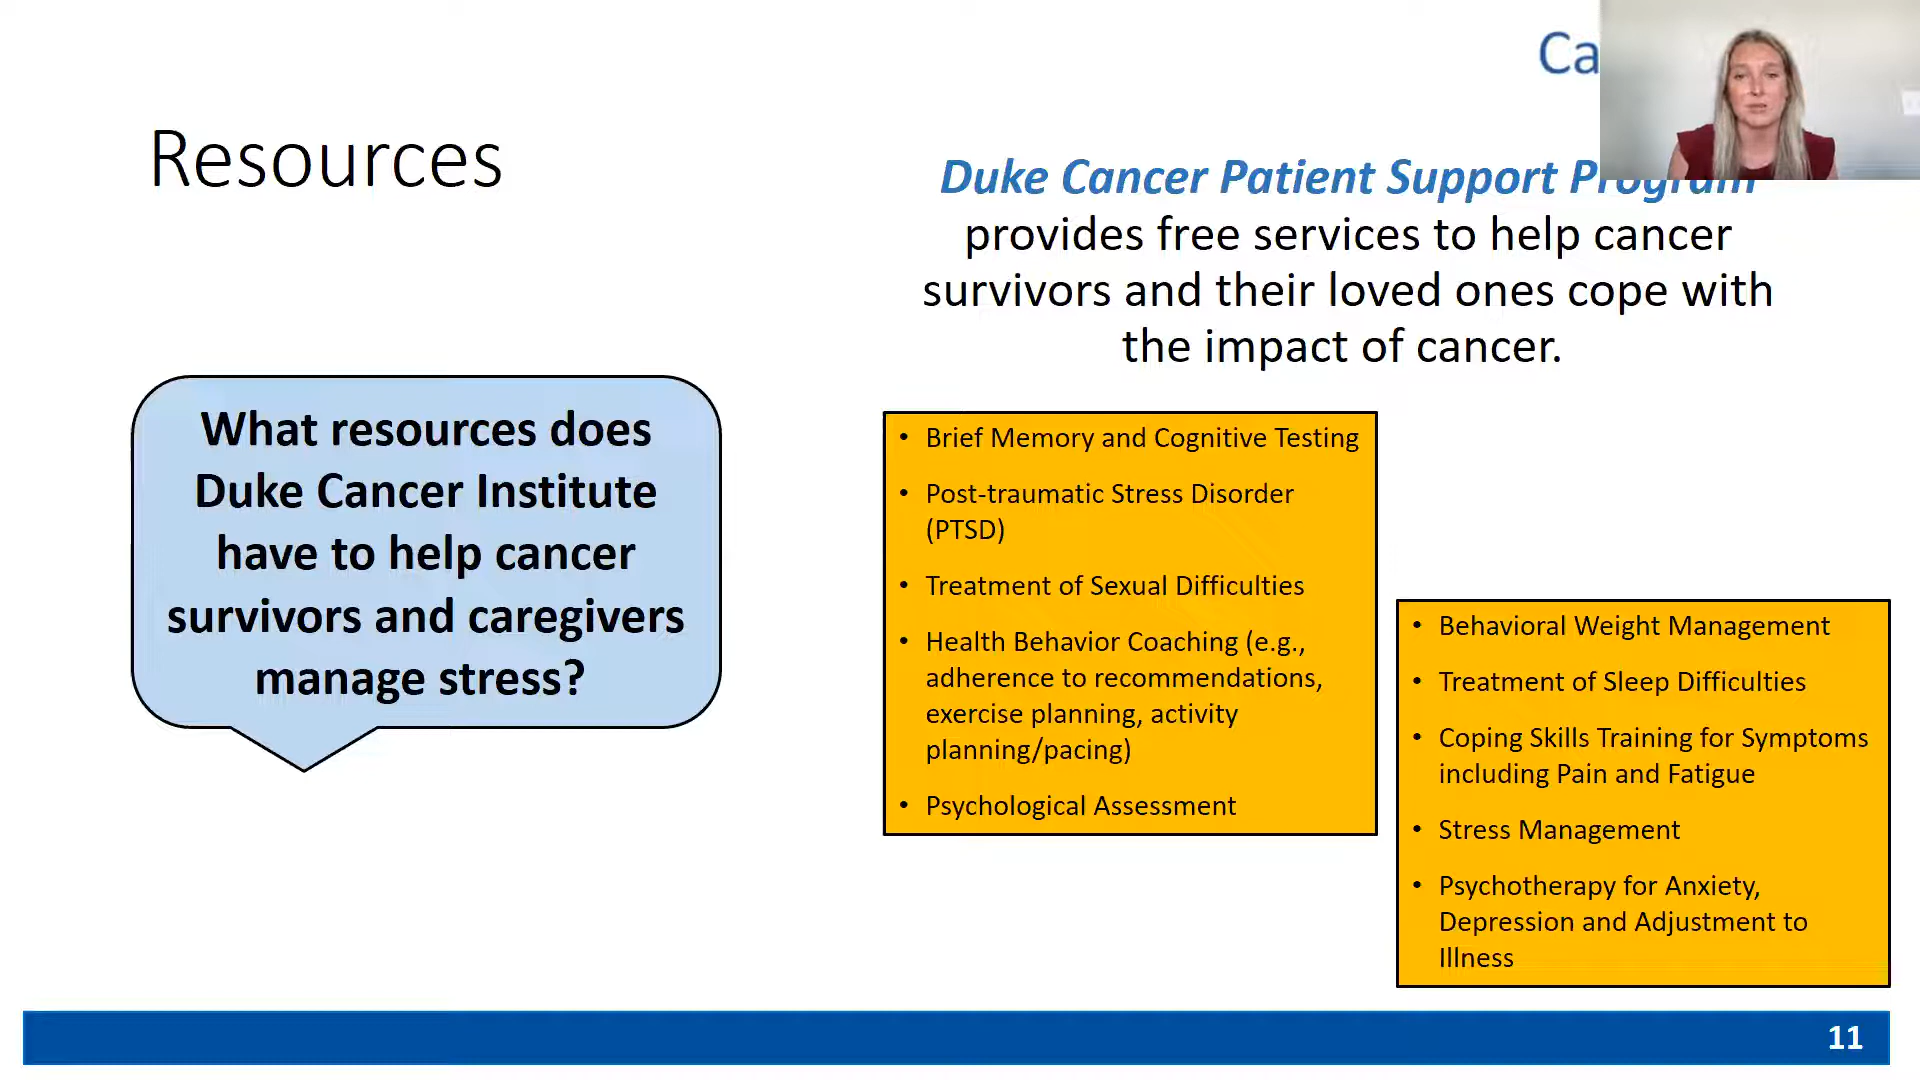 Ca
Resources
Duke Cancer Patient Support Program
provides free services to help cancer
survivors and their loved ones cope with
the impact of cancer.
What resources does
Duke Cancer Institute
have to help cancer
survivors and caregivers
manage stress?
• Brief Memory and Cognitive Testing
• Post-traumatic Stress Disorder
(PTSD)
• Treatment of Sexual Difficulties
• Health Behavior Coaching (e.g.,
adherence to recommendations,
exercise planning, activity
planning/pacing)
• Psychological Assessment
• Behavioral Weight Management
• Treatment of Sleep Difficulties
• Coping Skills Training for Symptoms
including Pain and Fatigue
• Stress Management
• Psychotherapy for Anxiety,
Depression and Adjustment to
Illness
11